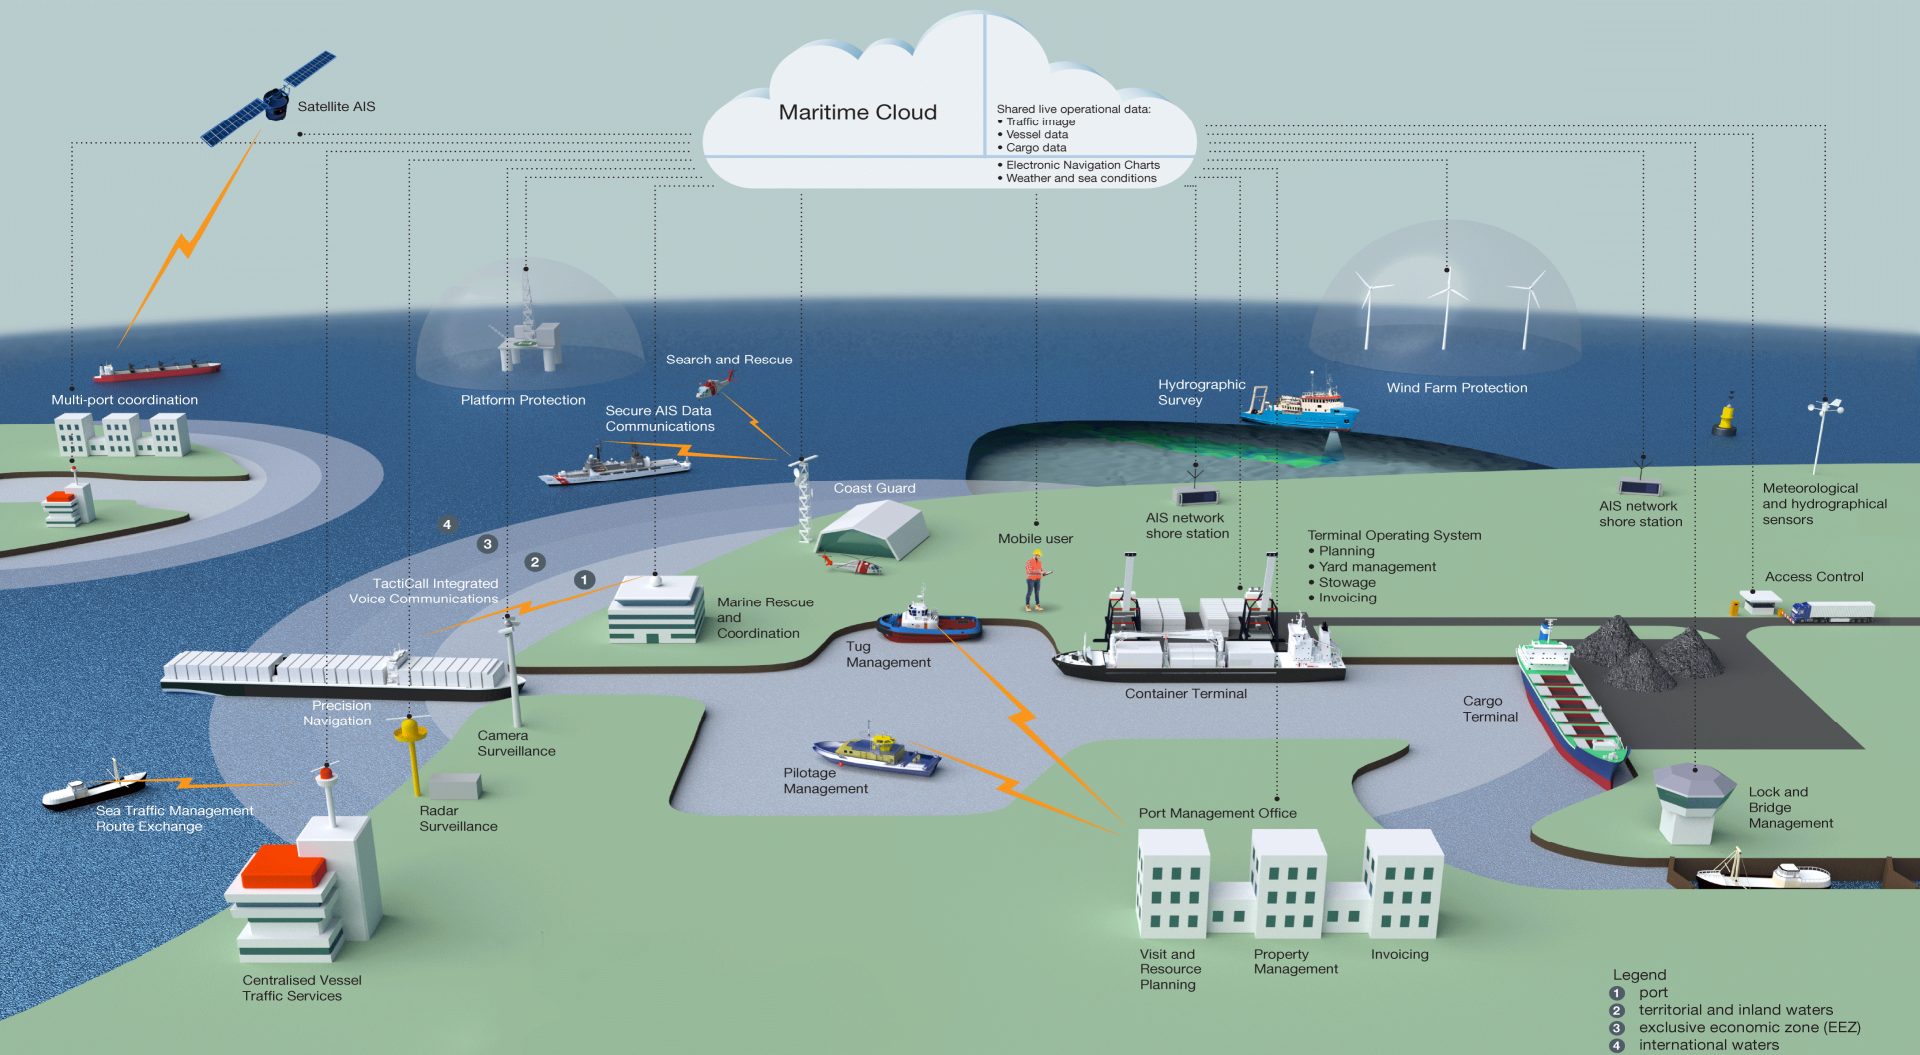 Maritime Cloud
Shared live operational data:
• Traffic image
• Vessel data
• Cargo data
• Electronic Navigation Charts
• Weather and sea conditions
Satellite AIS
Multi-port coordination
Platform Protection
Search and Rescue
Secure AIS Data
Communications
Hydrographic
Survey
Wind Farm Protection
Coast Guard
AIS network
shore station
AIS network
shore station
Meteorological
and hydrographical
sensors
Mobile user
Terminal Operating System
• Planning
• Yard management
• Stowage
• Invoicing
Access Control
4
3
2
1
TactiCall Integrated
Voice Communications
Marine Rescue
and
Coordination
Tug
Management
Container Terminal
Cargo
Terminal
Precision
Navigation
Camera
Surveillance
Pilotage
Management
Sea Traffic Management
Route Exchange
Radar
Surveillance
Port Management Office
Lock and
Bridge
Management
Visit and
Resource
Planning
Property
Management
Invoicing
Centralised Vessel
Traffic Services
Legend
1 port
2 territorial and inland waters
3 exclusive economic zone (EEZ)
4 international waters